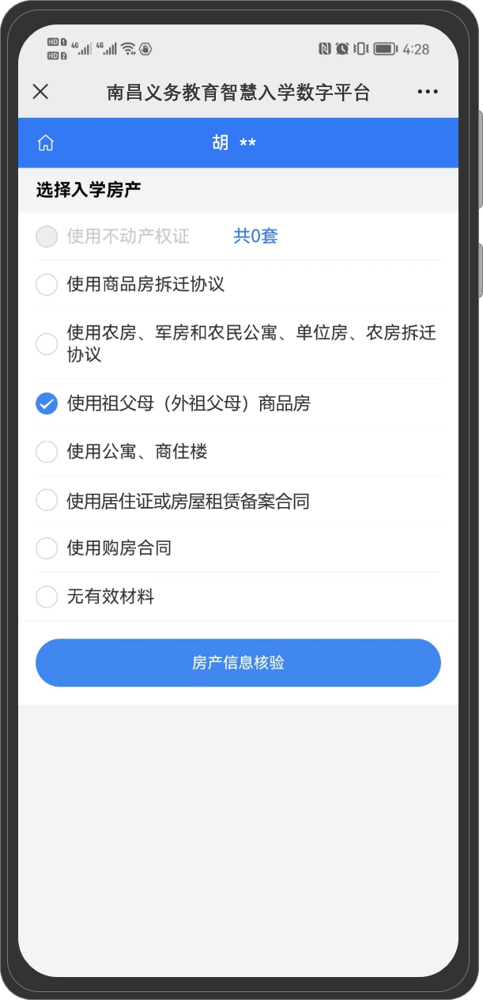 HD 1 4G 4G 4:28
HD 2
南昌义务教育智慧入学数字平台
胡 **
选择入学房产
使用不动产权证 共0套
使用商品房拆迁协议
使用农房、军房和农民公寓、单位房、农房拆迁
协议
使用祖父母（外祖父母）商品房
使用公寓、商住楼
使用居住证或房屋租赁备案合同
使用购房合同
无有效材料
房产信息核验